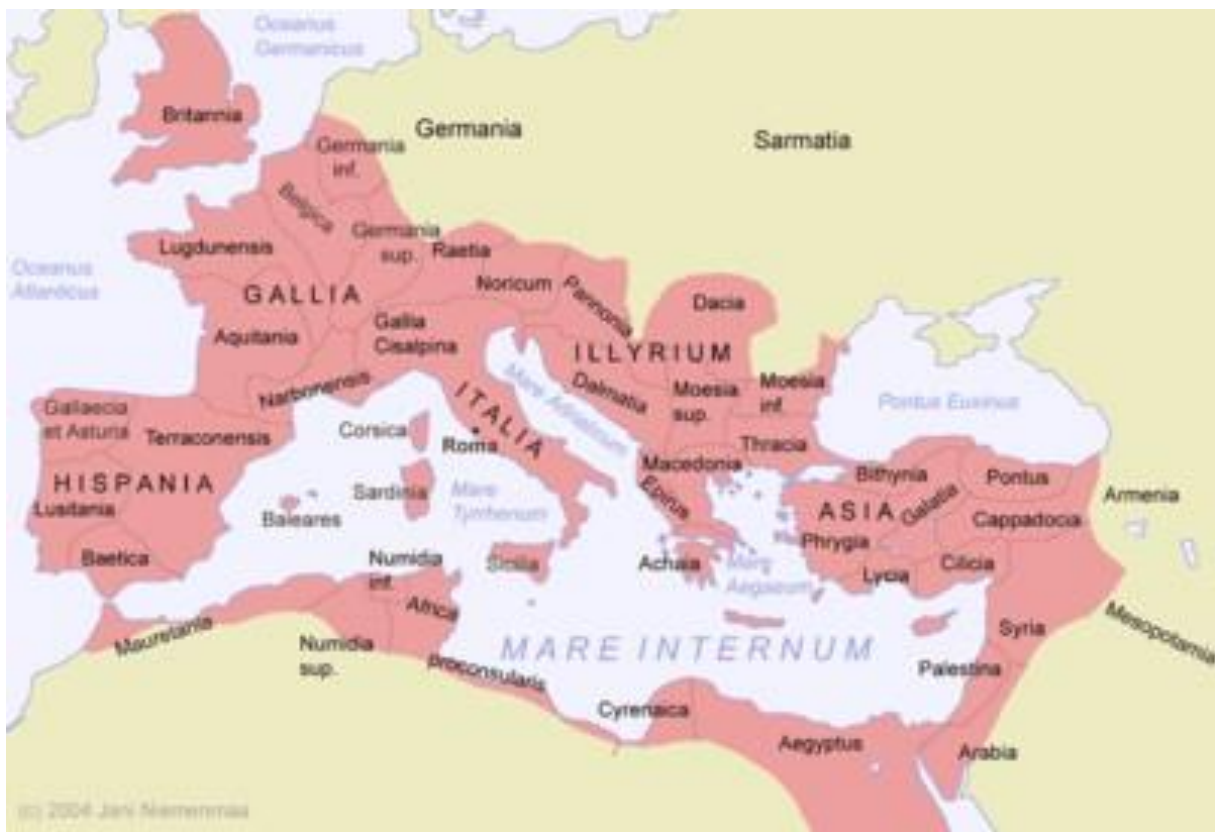 Oceanus
Germanicus
Britannia
Germania
Sarmatia
Germania
inf.
Belgica
Germania
sup.
Lugdunensis
Raetia
Oceanus
Atlanticus
GALLIA
Noricum
Pannonia
Dacia
Aquitania
Gallia
Cisalpina
ILLYRIUM
Mare Adriaticum
Dalmatia
Moesia
sup.
Moesia
inf.
Pontus Euxinus
Narbonensis
ITALIA
Gallaecia
et Asturia
Terraconensis
Corsica
Roma
Thracia
Macedonia
Bithynia
Pontus
HISPANIA
Sardinia
Mare
Tyrrhenum
Epirus
Armenia
Lusitania
Baleares
ASIA
Galatia
Cappadocia
Phrygia
Baetica
Numidia
inf.
Sicilia
Achaia
Mare
Aegaeum
Lycia
Cilicia
Africa
Mauretania
Numidia
sup.
proconsularis
MARE INTERNUM
Syria
Mesopotamia
Palestina
Cyrenaica
Aegyptus
Arabia
(c) 2004 Jani Niemenmaa